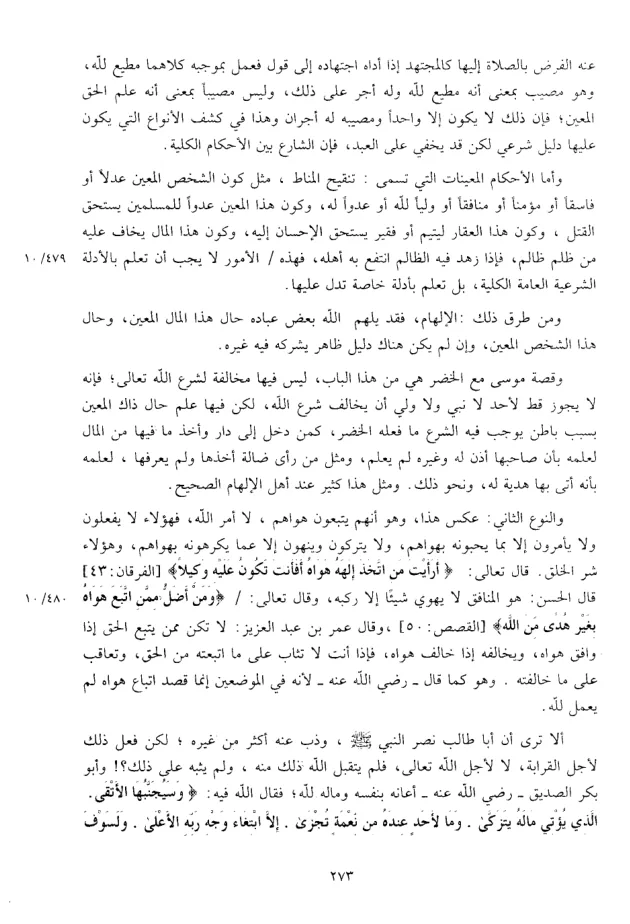 عنه الفرض بالصلاة إليها كالمجتهد إذا أداه اجتهاده إلى قول فعمل بموجبه كلاهما مطيع لله،
وهو مصيب بمعنى أنه مطيع لله وله أجر على ذلك، وليس مصيباً بمعنى أنه علم الحق
المعين؛ فإن ذلك لا يكون إلا واحداً ومصيبه له أجران وهذا في كشف الأنواع التي يكون
عليها دليل شرعي لكن قد يخفي على العبد، فإن الشارع بين الأحكام الكلية.
وأما الأحكام المعينات التي تسمى : تنقيح المناط ، مثل كون الشخص المعين عدلاً أو
فاسقاً أو مؤمناً أو منافقاً أو ولياً لله أو عدواً له، وكون هذا المعين عدواً للمسلمين يستحق
القتل ، وكون هذا العقار ليتيم أو فقير يستحق الإحسان إليه، وكون هذا المال يخاف عليه
من ظلم ظالم، فإذا زهد فيه الظالم انتفع به أهله، فهذه / الأمور لا يجب أن تعلم بالأدلة ١٠/٤٧٩
الشرعية العامة الكلية، بل تعلم بأدلة خاصة تدل عليها.
ومن طرق ذلك :الإلهام، فقد يلهم الله بعض عباده حال هذا المال المعين، وحال
هذا الشخص المعين، وإن لم يكن هناك دليل ظاهر يشركه فيه غيره.
وقصة موسى مع الخضر هي من هذا الباب، ليس فيها مخالفة لشرع الله تعالى؛ فإنه
لا يجوز قط لأحد لا نبي ولا ولي أن يخالف شرع الله، لكن فيها علم حال ذاك المعين
بسبب باطن يوجب فيه الشرع ما فعله الخضر، كمن دخل إلى دار وأخذ ما فيها من المال
لعلمه بأن صاحبها أذن له وغيره لم يعلم، ومثل من رأى ضالة أخذها ولم يعرفها ، لعلمه
بأنه أتى بها هدية له، ونحو ذلك. ومثل هذا كثير عند أهل الإلهام الصحيح.
والنوع الثاني: عكس هذا، وهو أنهم يتبعون هواهم ، لا أمر الله، فهؤلاء لا يفعلون
ولا يأمرون إلا بما يحبونه بهواهم، ولا يتركون وينهون إلا عما يكرهونه بهواهم، وهؤلاء
شر الخلق. قال تعالى: ﴿ أَرَأَيْتَ مَنِ اتَّخَذَ إِلَهَهُ هَوَاهُ أَفَأَنتَ تَكُونُ عَلَيْهِ وَكِيلاً﴾ [الفرقان:٤٣]
قال الحسن: هو المنافق لا يهوي شيئًا إلا ركبه، وقال تعالى: / ﴿وَمَنْ أَضَلُّ مِمَّنِ اتَّبَعَ هَوَاهُ ١٠/٤٨٠
بِغَيْرِ هُدًى مِّنَ اللَّهِ﴾ [القصص:٥٠] ،وقال عمر بن عبد العزيز: لا تكن ممن يتبع الحق إذا
وافق هواه، ويخالفه إذا خالف هواه، فإذا أنت لا تثاب على ما اتبعته من الحق، وتعاقب
على ما خالفته . وهو كما قال ـ رضي الله عنه ـ لأنه في الموضعين إنما قصد اتباع هواه لم
يعمل لله.
ألا ترى أن أبا طالب نصر النبي ﷺ ، وذب عنه أكثر من غيره ؛ لكن فعل ذلك
لأجل القرابة، لا لأجل الله تعالى، فلم يتقبل الله ذلك منه ، ولم يثبه على ذلك؟! وأبو
بكر الصديق ـ رضي الله عنه ـ أعانه بنفسه وماله لله؛ فقال الله فيه: ﴿ وَسَيُجَنَّبُهَا الأَتْقَى.
الَّذِي يُؤْتِي مَالَهُ يَتَزَكَّىٰ . وَمَا لأَحَدٍ عِندَهُ مِن نِّعْمَةٍ تُجْزَىٰ . إِلاَّ ابْتِغَاءَ وَجْهِ رَبِّهِ الأَعْلَىٰ . وَلَسَوْفَ
٢٧٣